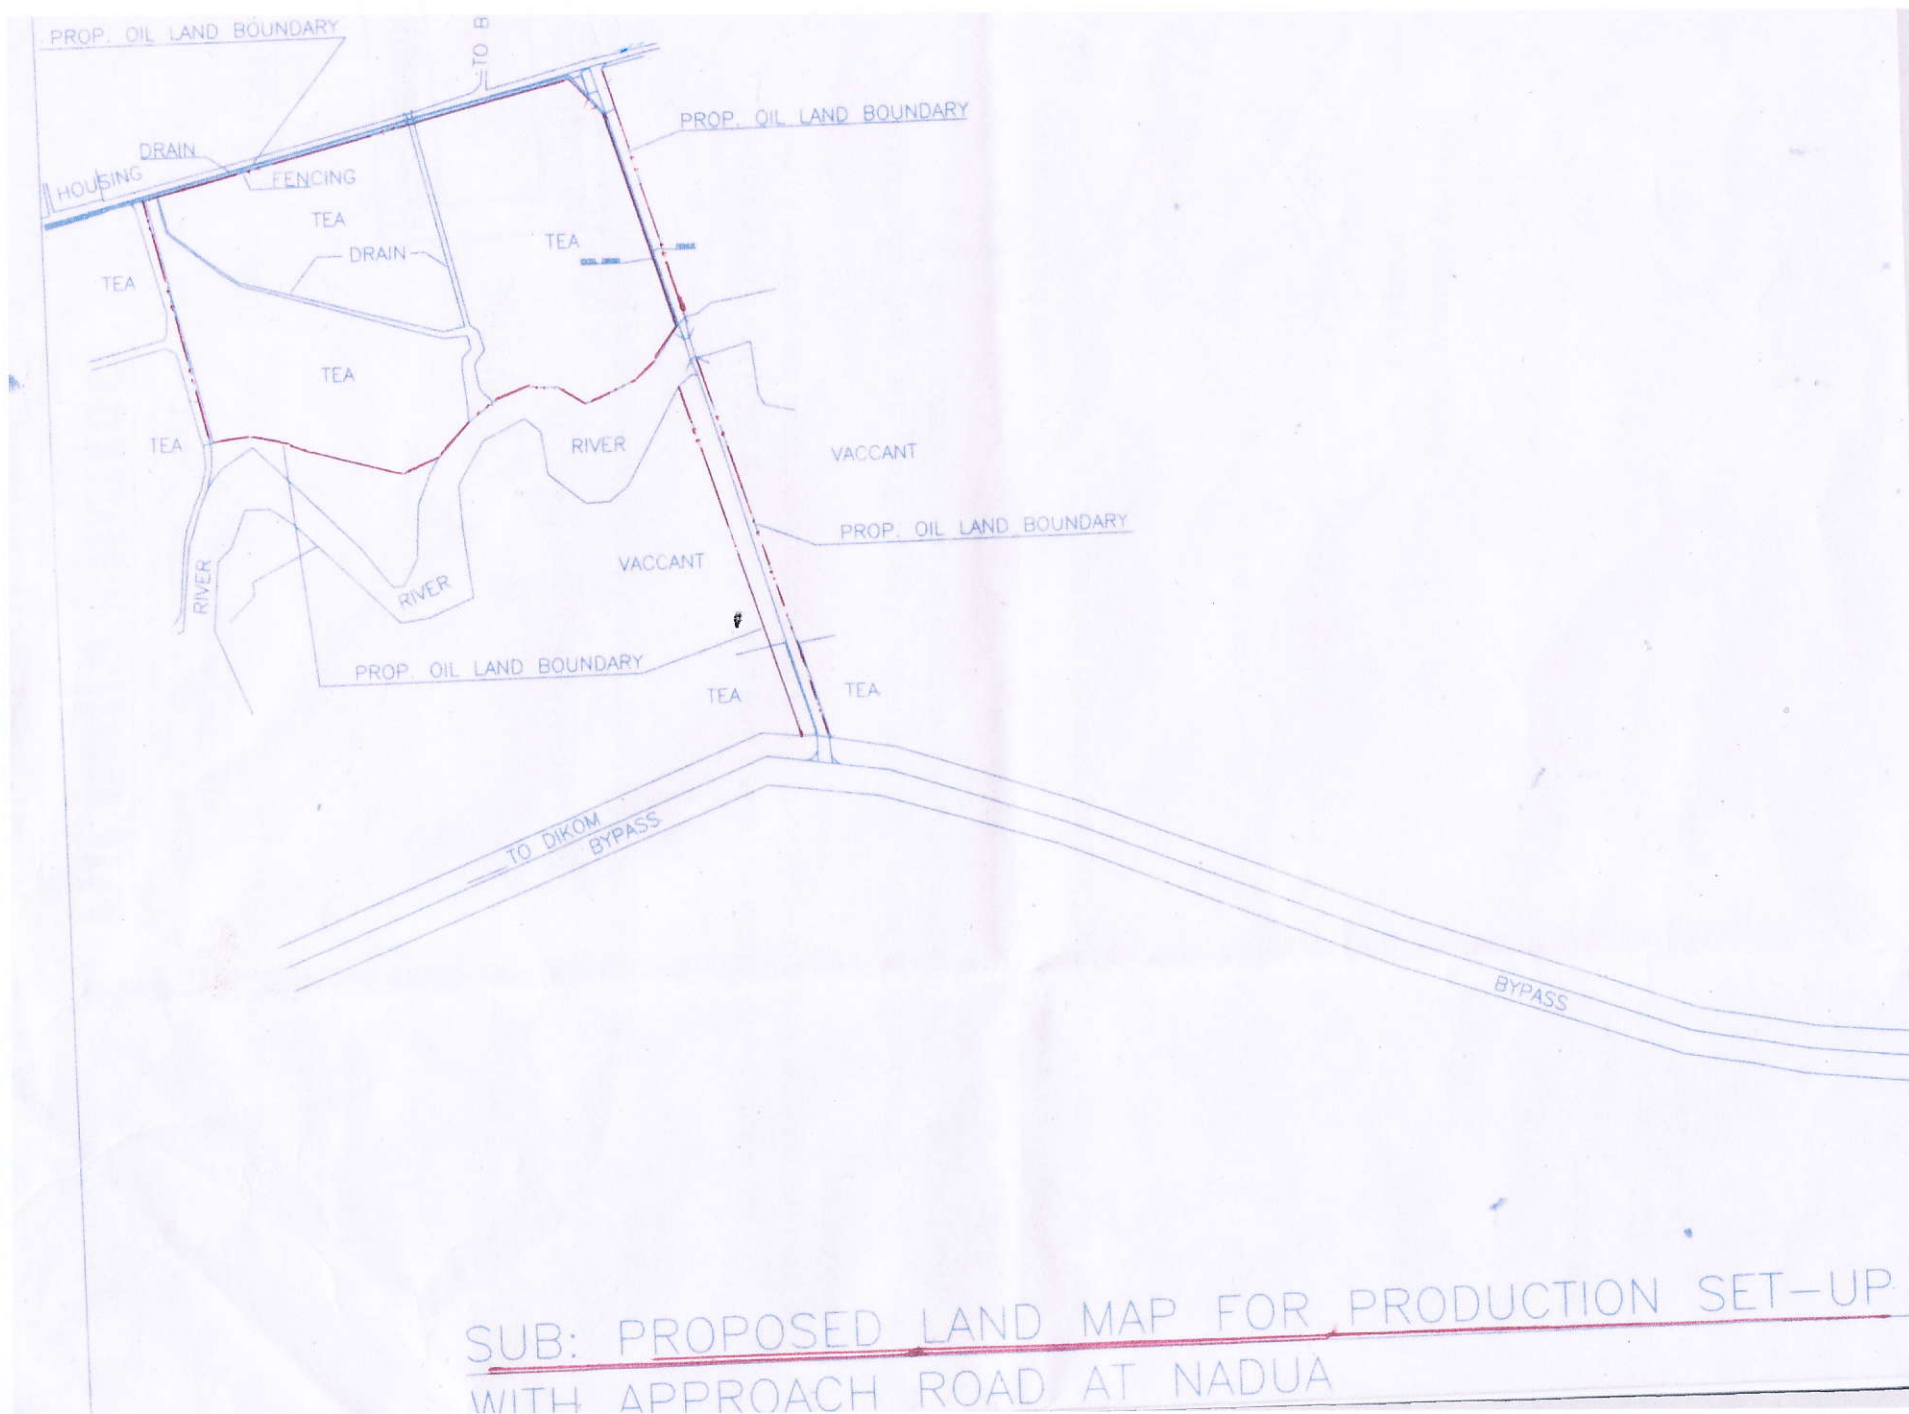 PROP. OIL LAND BOUNDARY
TO B
PROP. OIL LAND BOUNDARY
DRAIN
HOUSING
FENCING
TEA
TEA
DRAIN
TEA
TEA
TEA
RIVER
VACCANT
PROP. OIL LAND BOUNDARY
VACCANT
RIVER
RIVER
PROP. OIL LAND BOUNDARY
TEA
TEA
TO DIKOM
BYPASS
BYPASS
SUB: PROPOSED LAND MAP FOR PRODUCTION SET-UP
WITH APPROACH ROAD AT NADUA